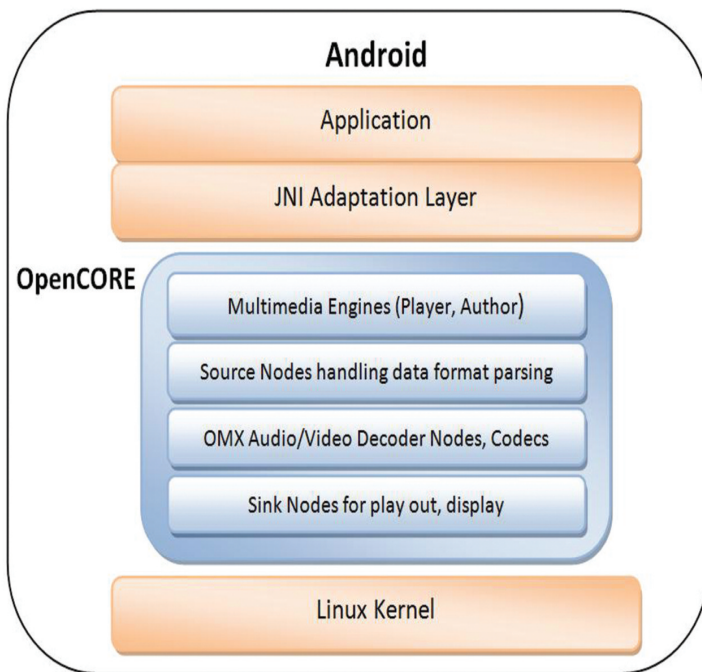 Android
Application
JNI Adaptation Layer
OpenCORE
Multimedia Engines (Player, Author)
Source Nodes handling data format parsing
OMX Audio/Video Decoder Nodes, Codecs
Sink Nodes for play out, display
Linux Kernel